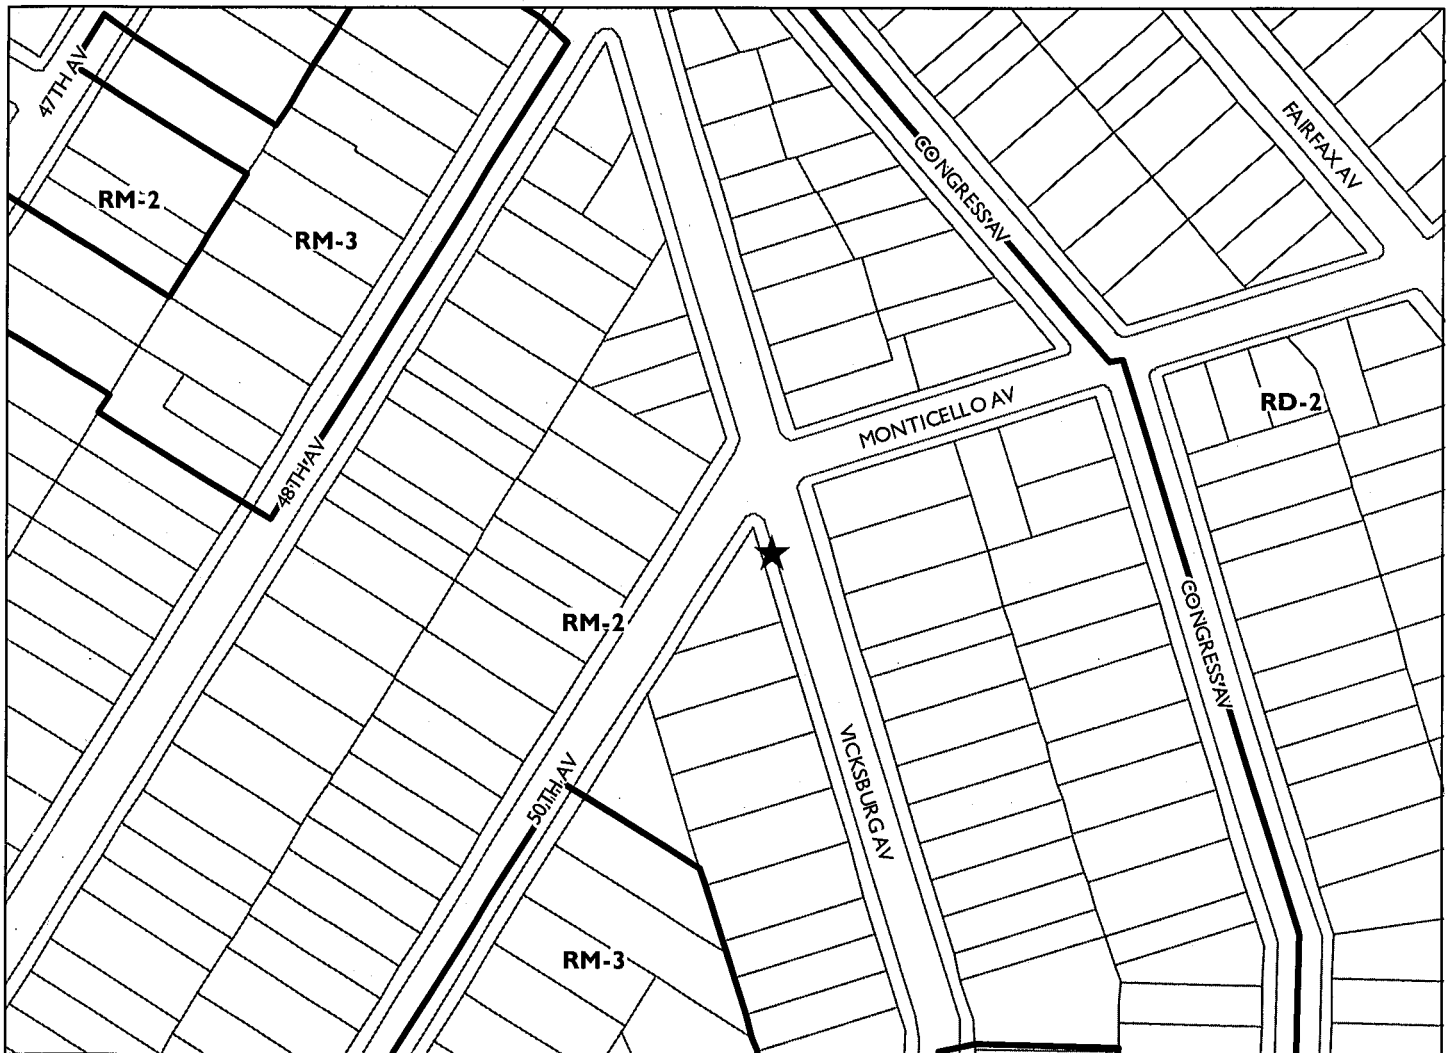 47TH AV
RM-2
RM-3
CONGRESS AV
FAIRFAX AV
MONTICELLO AV
RD-2
48TH AV
RM-2
CONGRESS AV
VICKSBURG AV
50TH AV
RM-3